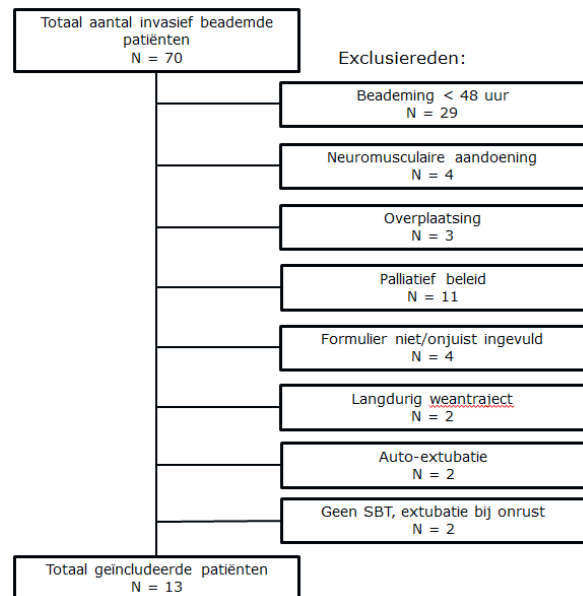 Totaal aantal invasief beademde
patiënten
N = 70
Exclusiereden:
Beademing < 48 uur
N = 29
Neuromusculaire aandoening
N = 4
Overplaatsing
N = 3
Palliatief beleid
N = 11
Formulier niet/onjuist ingevuld
N = 4
Langdurig weantraject
N = 2
Auto-extubatie
N = 2
Geen SBT, extubatie bij onrust
N = 2
Totaal geïncludeerde patiënten
N = 13